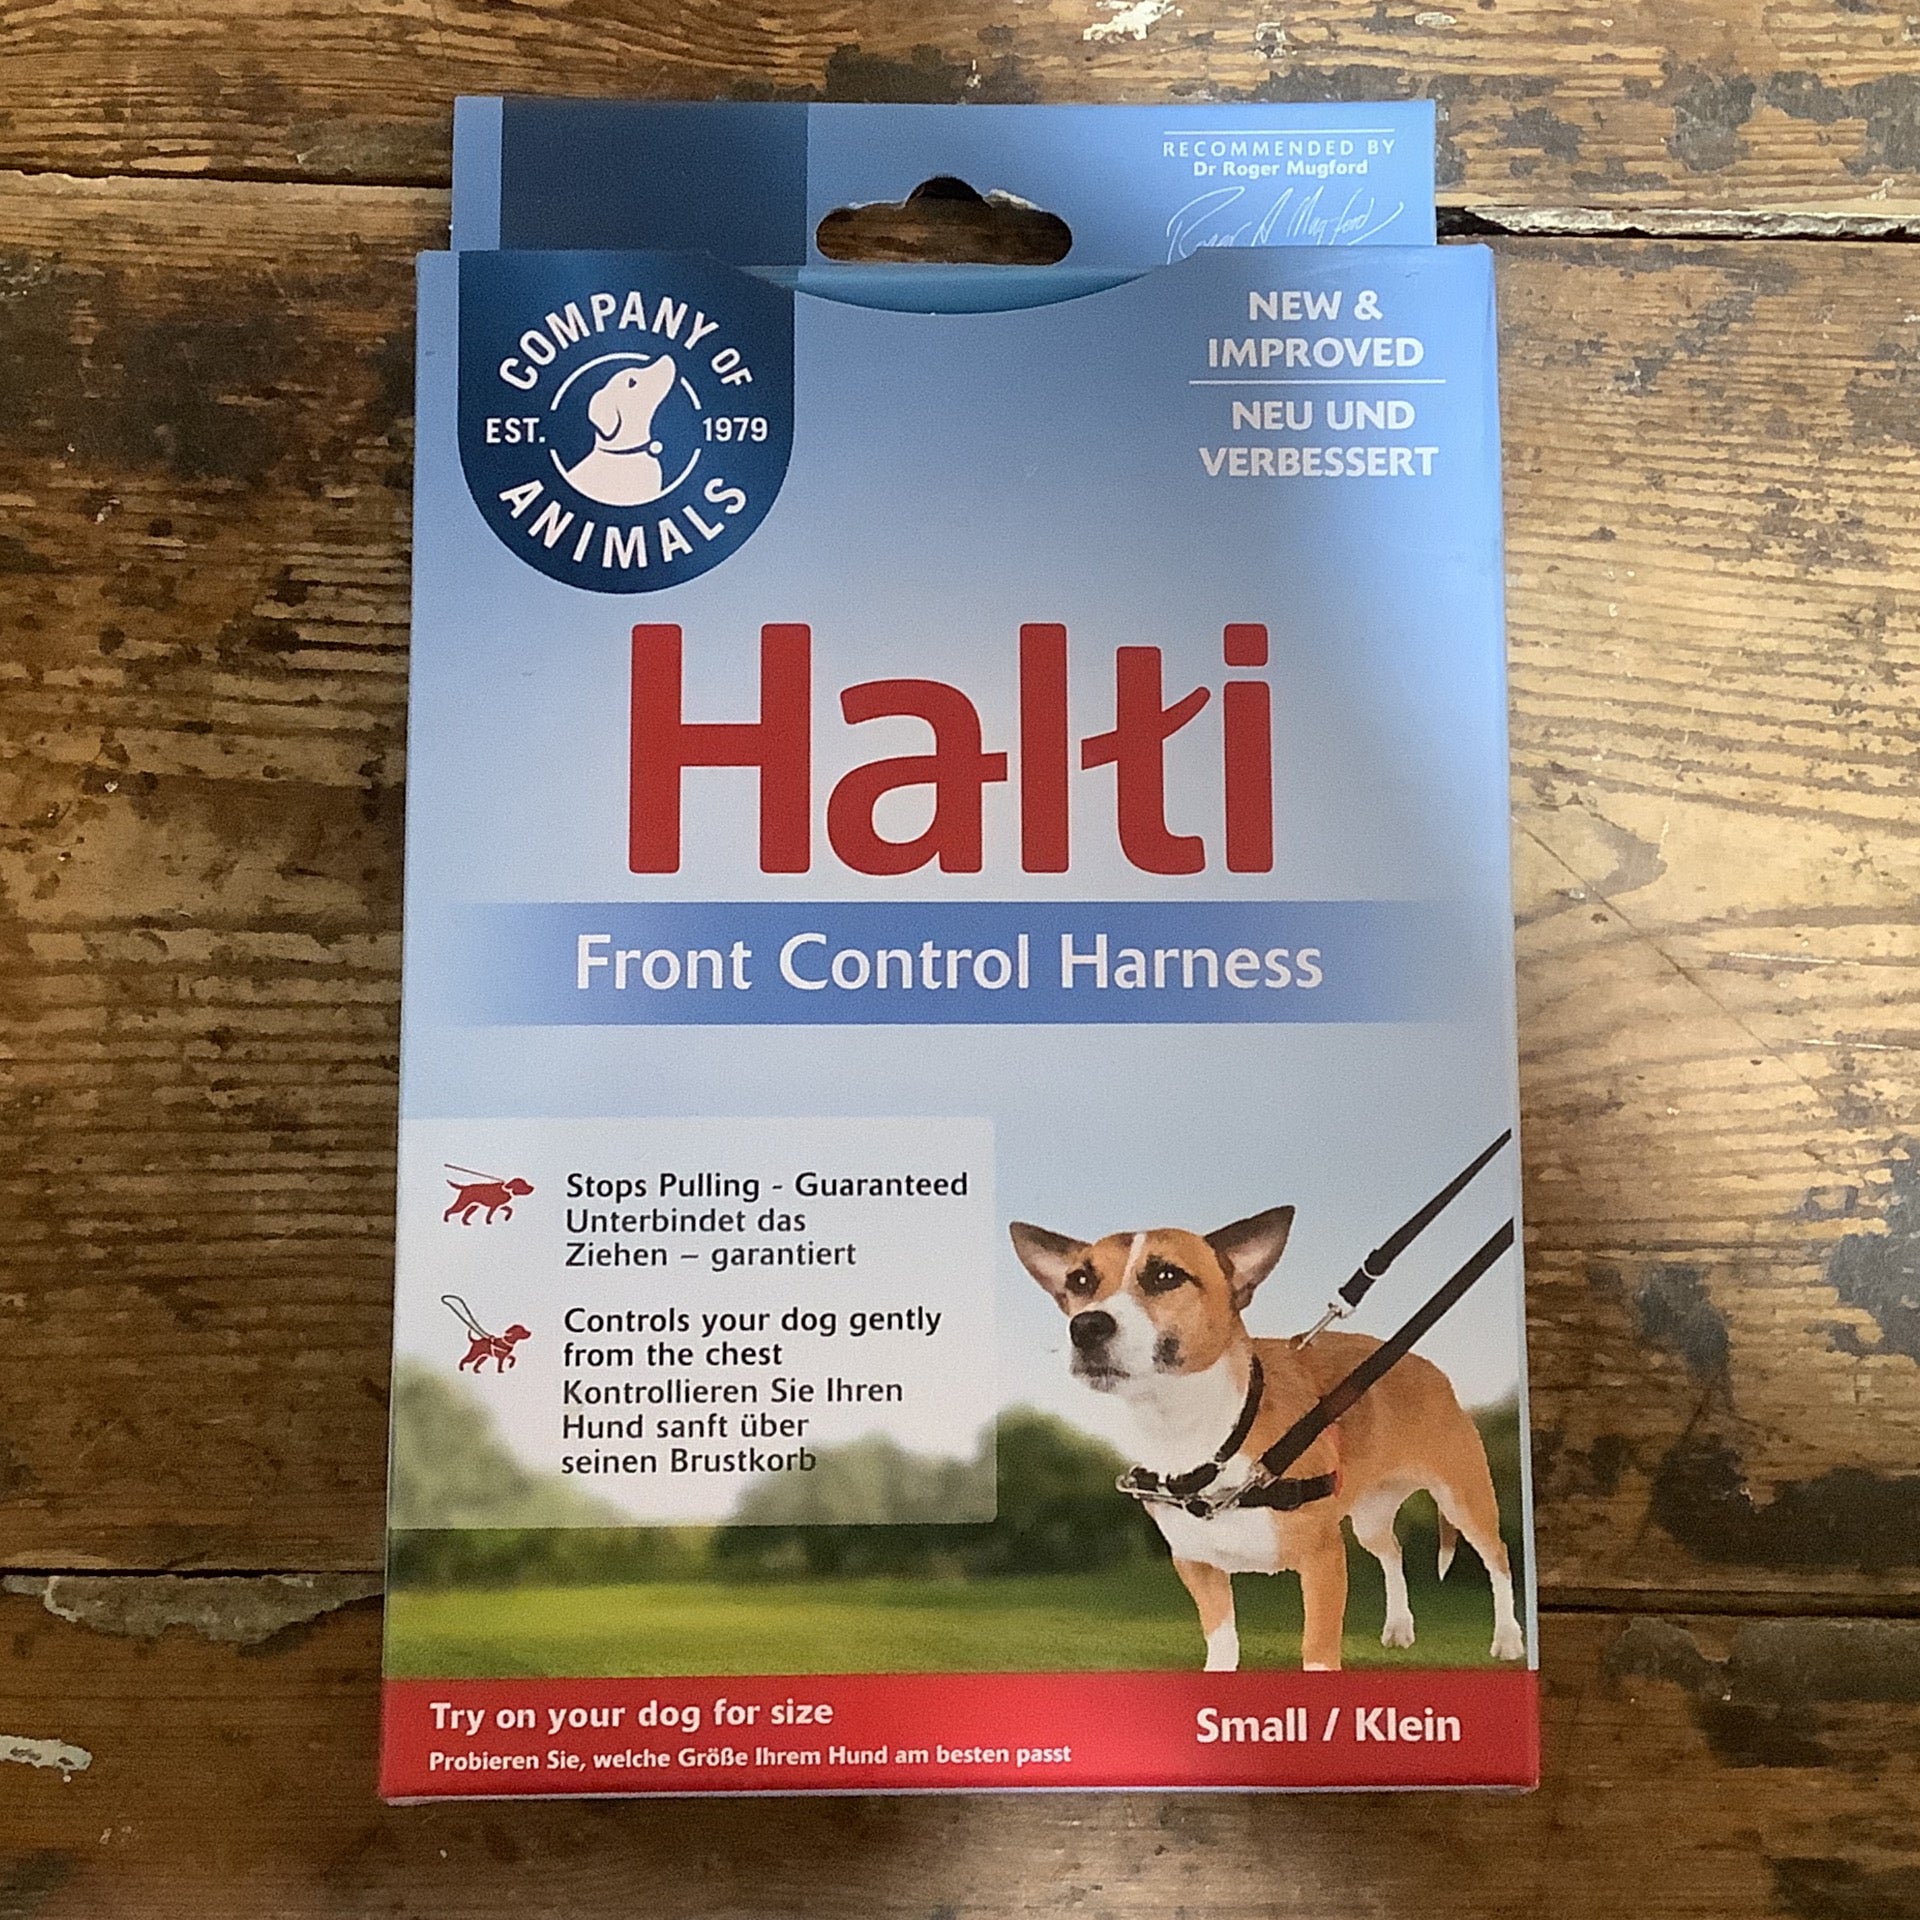 RECOMMENDED BY
Dr Roger Mugford
Roger A Mugford
COMPANY OF
EST. 1979
ANIMALS
NEW &
IMPROVED
NEU UND
VERBESSERT
Halti
Front Control Harness
Stops Pulling - Guaranteed
Unterbindet das
Ziehen – garantiert
Controls your dog gently
from the chest
Kontrollieren Sie Ihren
Hund sanft über
seinen Brustkorb
Try on your dog for size
Probieren Sie, welche Größe Ihrem Hund am besten passt
Small / Klein